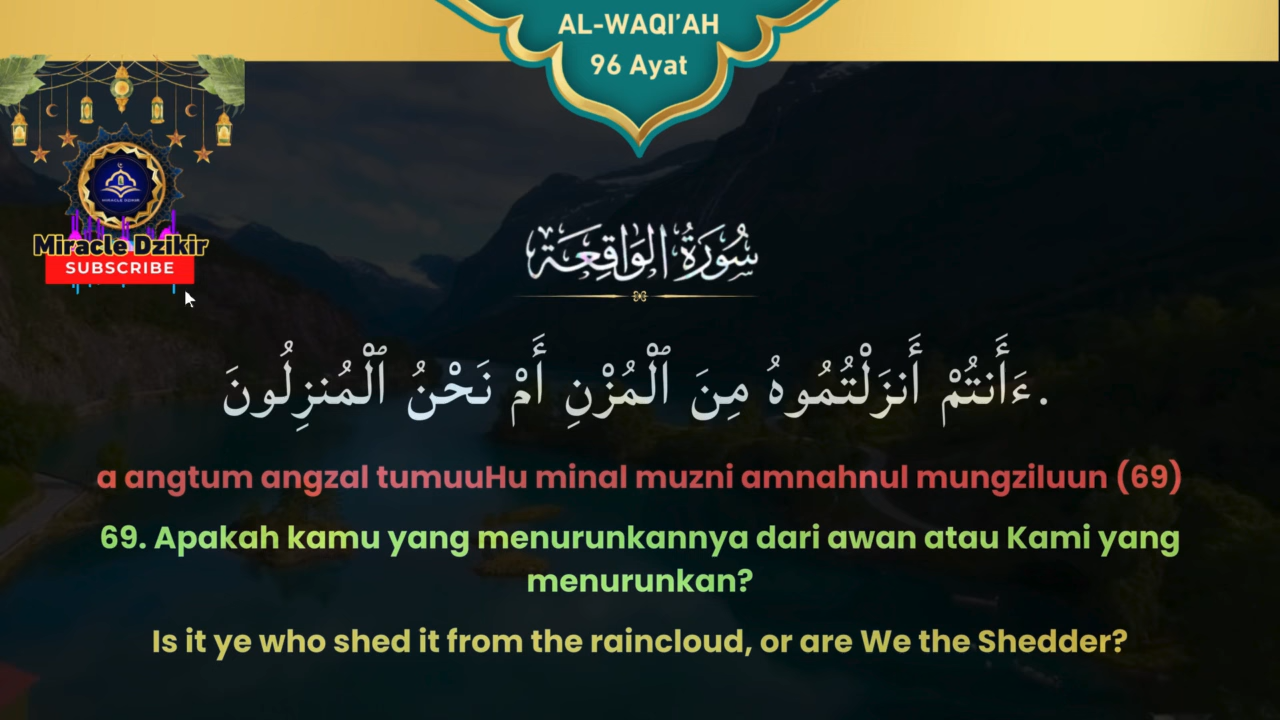 AL-WAQI’AH
96 Ayat
Miracle Dzikir
SUBSCRIBE
سُورَةُ الوَاقِعَة
ءَأَنتُمْ أَنزَلْتُمُوهُ مِنَ ٱلْمُزْنِ أَمْ نَحْنُ ٱلْمُنزِلُونَ.
a angtum angzal tumuuHu minal muzni amnahnul mungziluun (69)
69. Apakah kamu yang menurunkannya dari awan atau Kami yang
menurunkan?
Is it ye who shed it from the raincloud, or are We the Shedder?